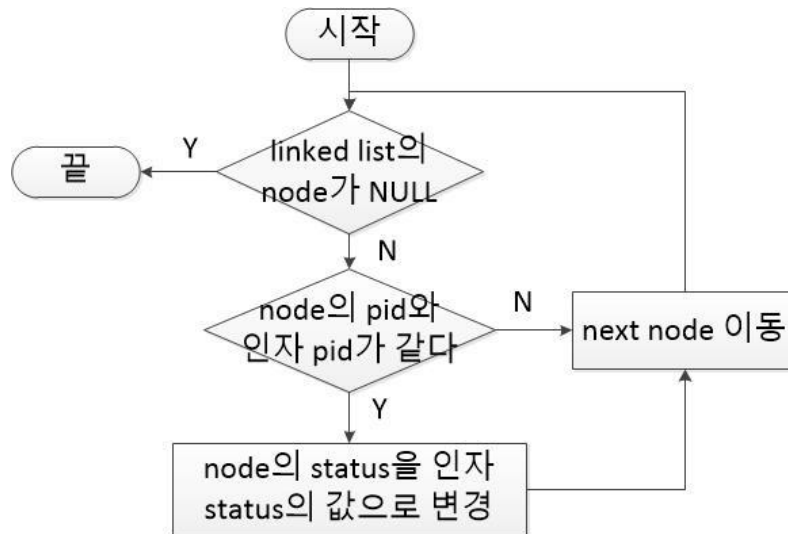 시작
Y
끝
linked list의
node가 NULL
N
node의 pid와
인자 pid가 같다
N
next node 이동
Y
node의 status을 인자
status의 값으로 변경